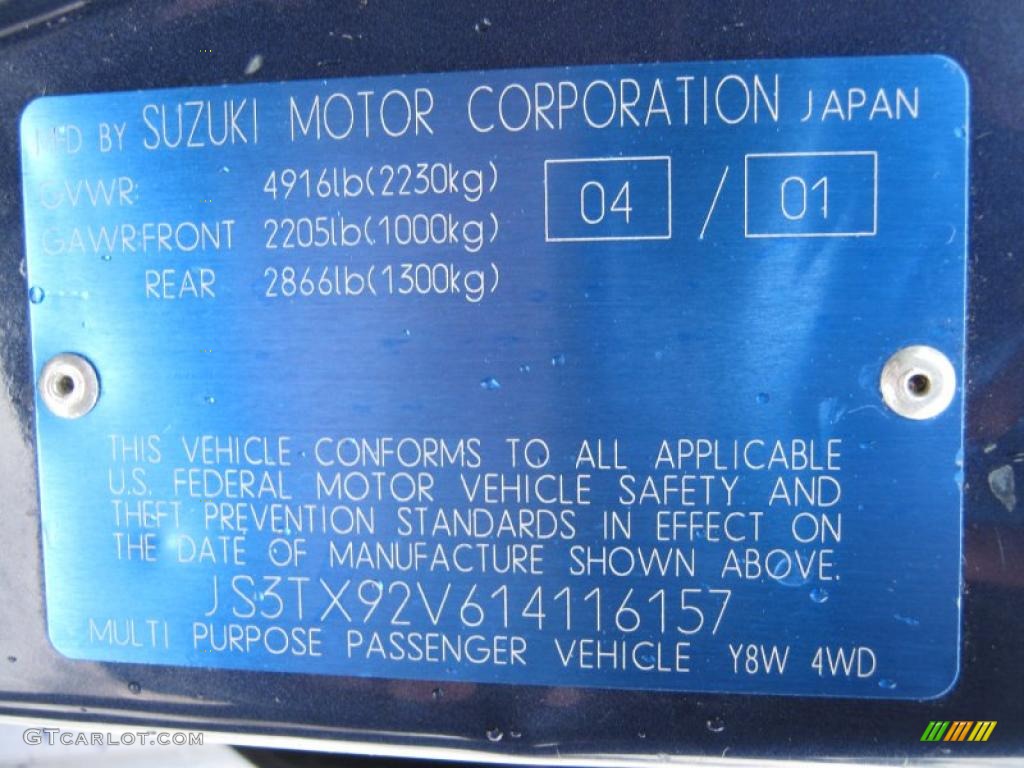 MFD BY SUZUKI MOTOR CORPORATION JAPAN
GVWR: 4916lb(2230kg) 04 / 01
GAWR:FRONT 2205lb(1000kg)
REAR 2866lb(1300kg)
THIS VEHICLE CONFORMS TO ALL APPLICABLE
U.S. FEDERAL MOTOR VEHICLE SAFETY AND
THEFT PREVENTION STANDARDS IN EFFECT ON
THE DATE OF MANUFACTURE SHOWN ABOVE.
JS3TX92V614116157
MULTI PURPOSE PASSENGER VEHICLE Y8W 4WD
GTCarLot.com